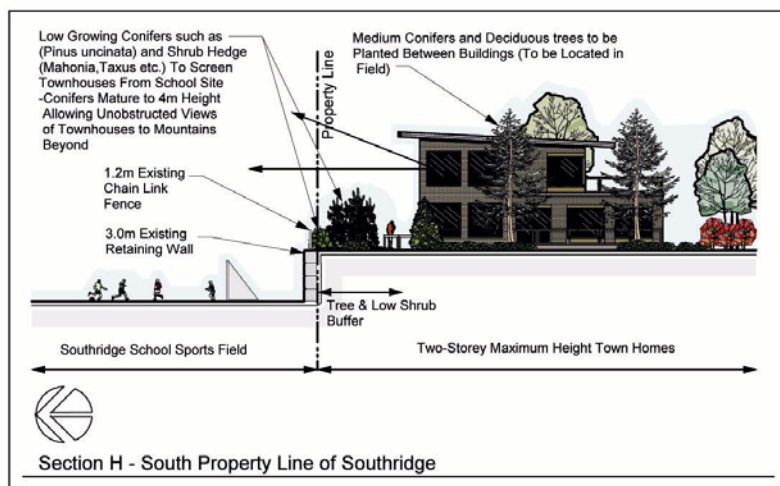 Low Growing Conifers such as
(Pinus uncinata) and Shrub Hedge
(Mahonia,Taxus etc.) To Screen
Townhouses From School Site
-Conifers Mature to 4m Height
Allowing Unobstructed Views
of Townhouses to Mountains
Beyond
Property Line
Medium Conifers and Deciduous trees to be
Planted Between Buildings (To be Located in
Field)
1.2m Existing
Chain Link
Fence
3.0m Existing
Retaining Wall
Tree & Low Shrub
Buffer
Southridge School Sports Field
Two-Storey Maximum Height Town Homes
Section H - South Property Line of Southridge